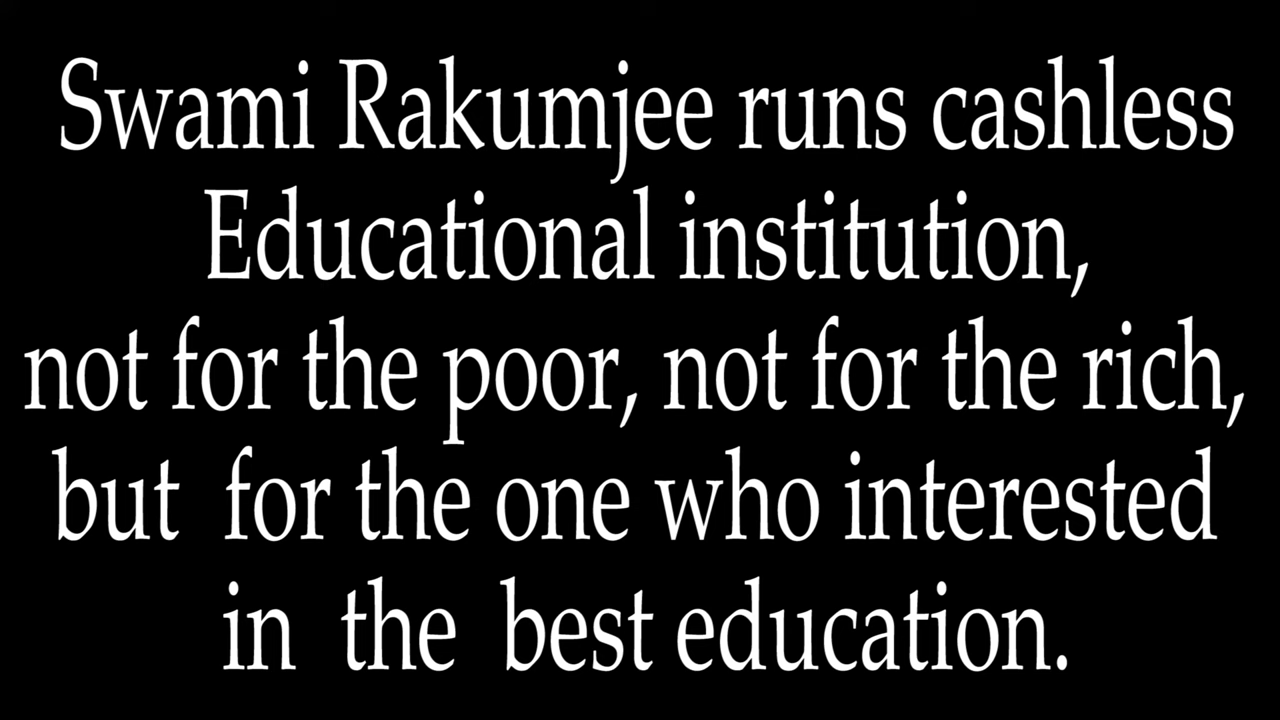 Swami Rakumjee runs cashless
Educational institution,
not for the poor, not for the rich,
but for the one who interested
in the best education.